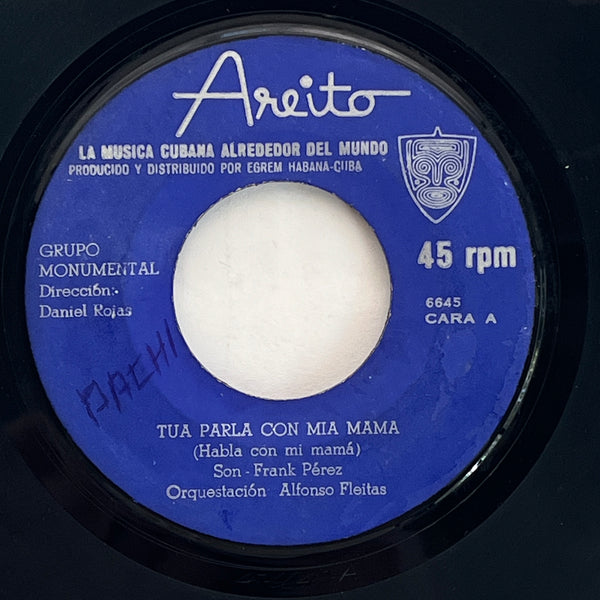 Areito
LA MUSICA CUBANA ALREDEDOR DEL MUNDO
PRODUCIDO Y DISTRIBUIDO POR EGREM HABANA-CUBA
GRUPO
MONUMENTAL
Dirección:
Daniel Rojas
45 rpm
6645
CARA A
PACHI
TUA PARLA CON MIA MAMA
(Habla con mi mamá)
Son - Frank Pérez
Orquestación Alfonso Fleitas